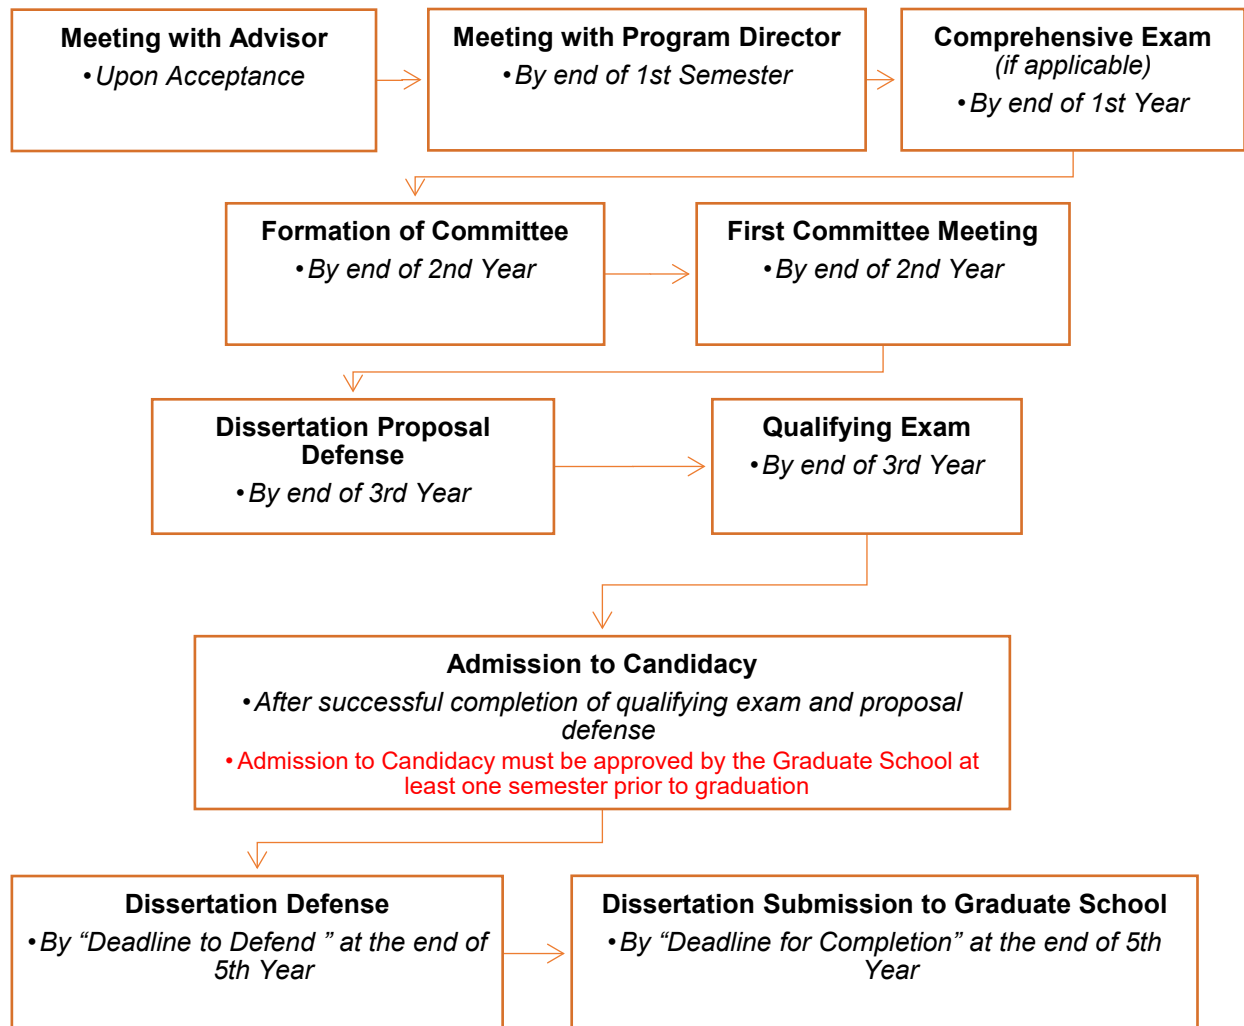 Meeting with Advisor
• Upon Acceptance
Meeting with Program Director
• By end of 1st Semester
Comprehensive Exam
(if applicable)
• By end of 1st Year
Formation of Committee
• By end of 2nd Year
First Committee Meeting
• By end of 2nd Year
Dissertation Proposal
Defense
• By end of 3rd Year
Qualifying Exam
• By end of 3rd Year
Admission to Candidacy
• After successful completion of qualifying exam and proposal
defense
• Admission to Candidacy must be approved by the Graduate School at
least one semester prior to graduation
Dissertation Defense
• By “Deadline to Defend ” at the end of
5th Year
Dissertation Submission to Graduate School
• By “Deadline for Completion” at the end of 5th
Year